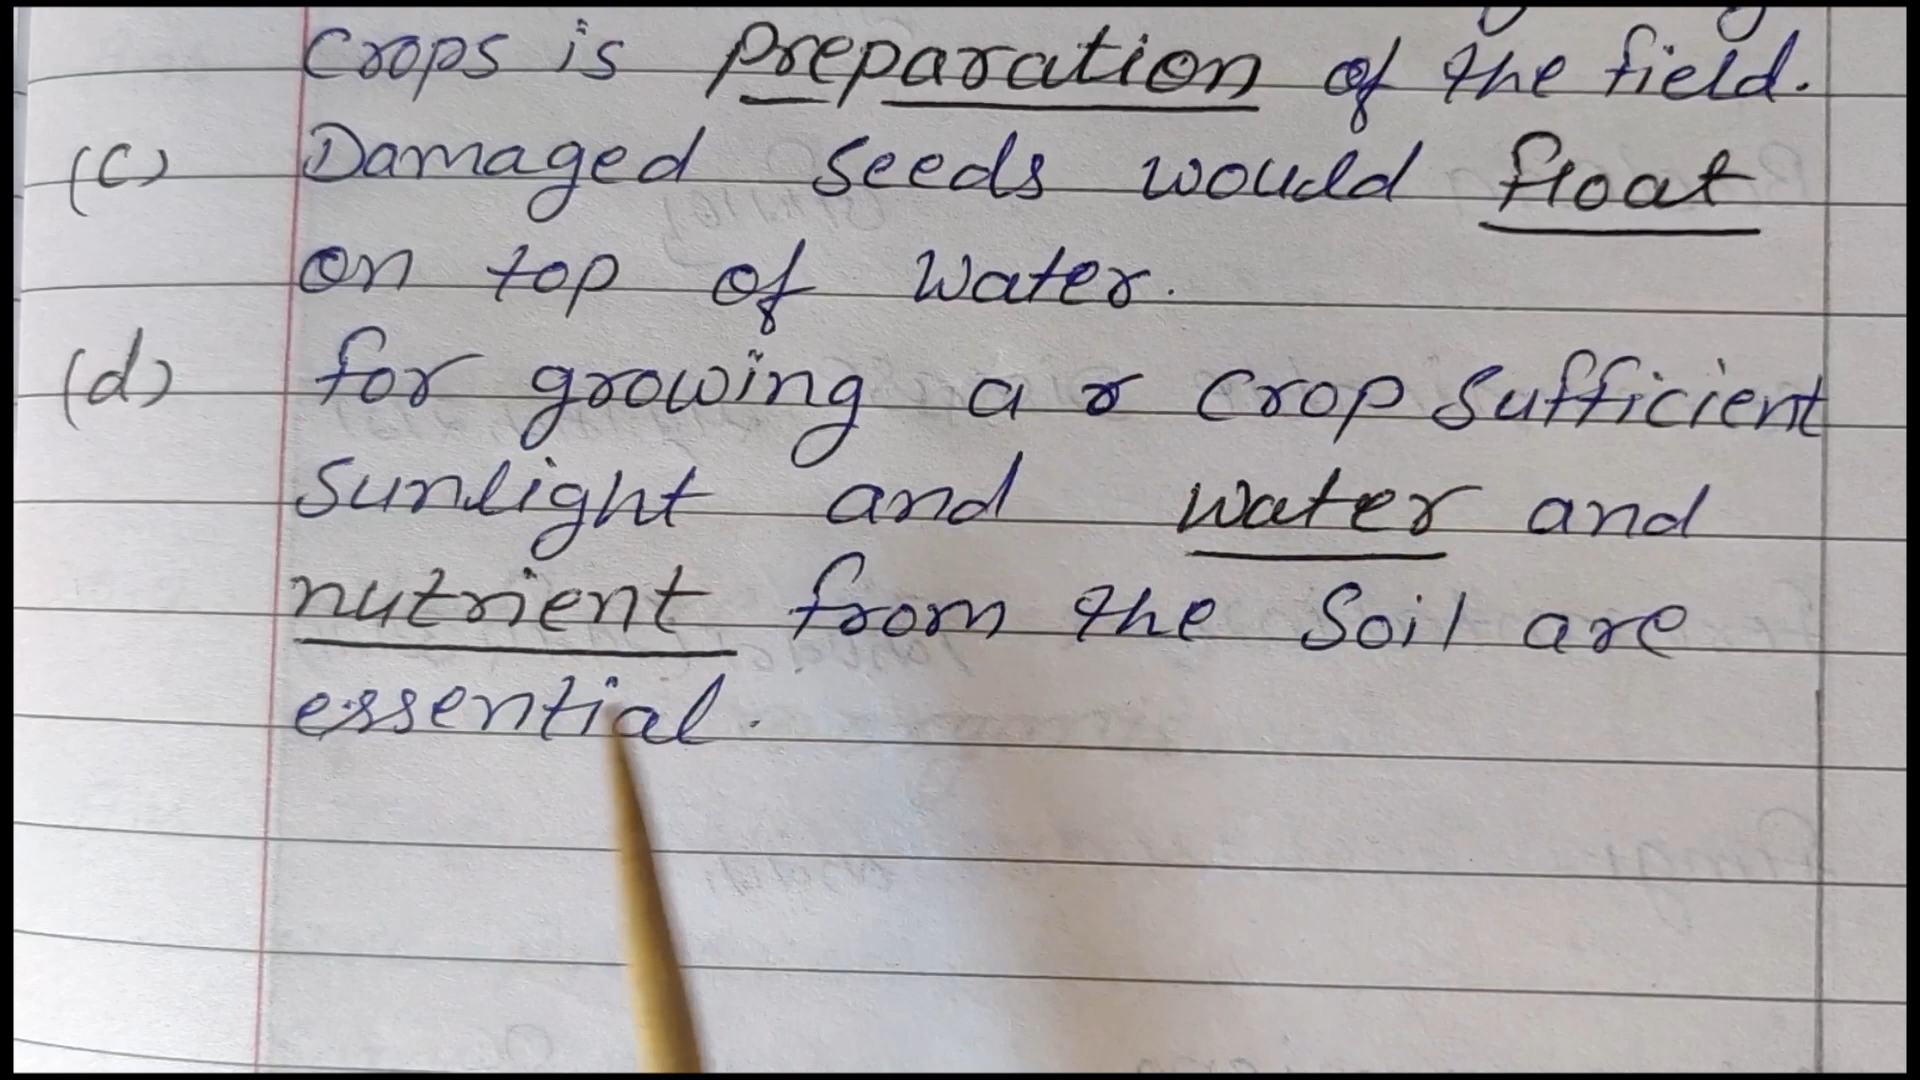 Crops is preparation of the field.
(c) Damaged seeds would float
on top of water.
(d) for growing a r crop sufficient
sunlight and water and
nutrient from the soil are
essential.